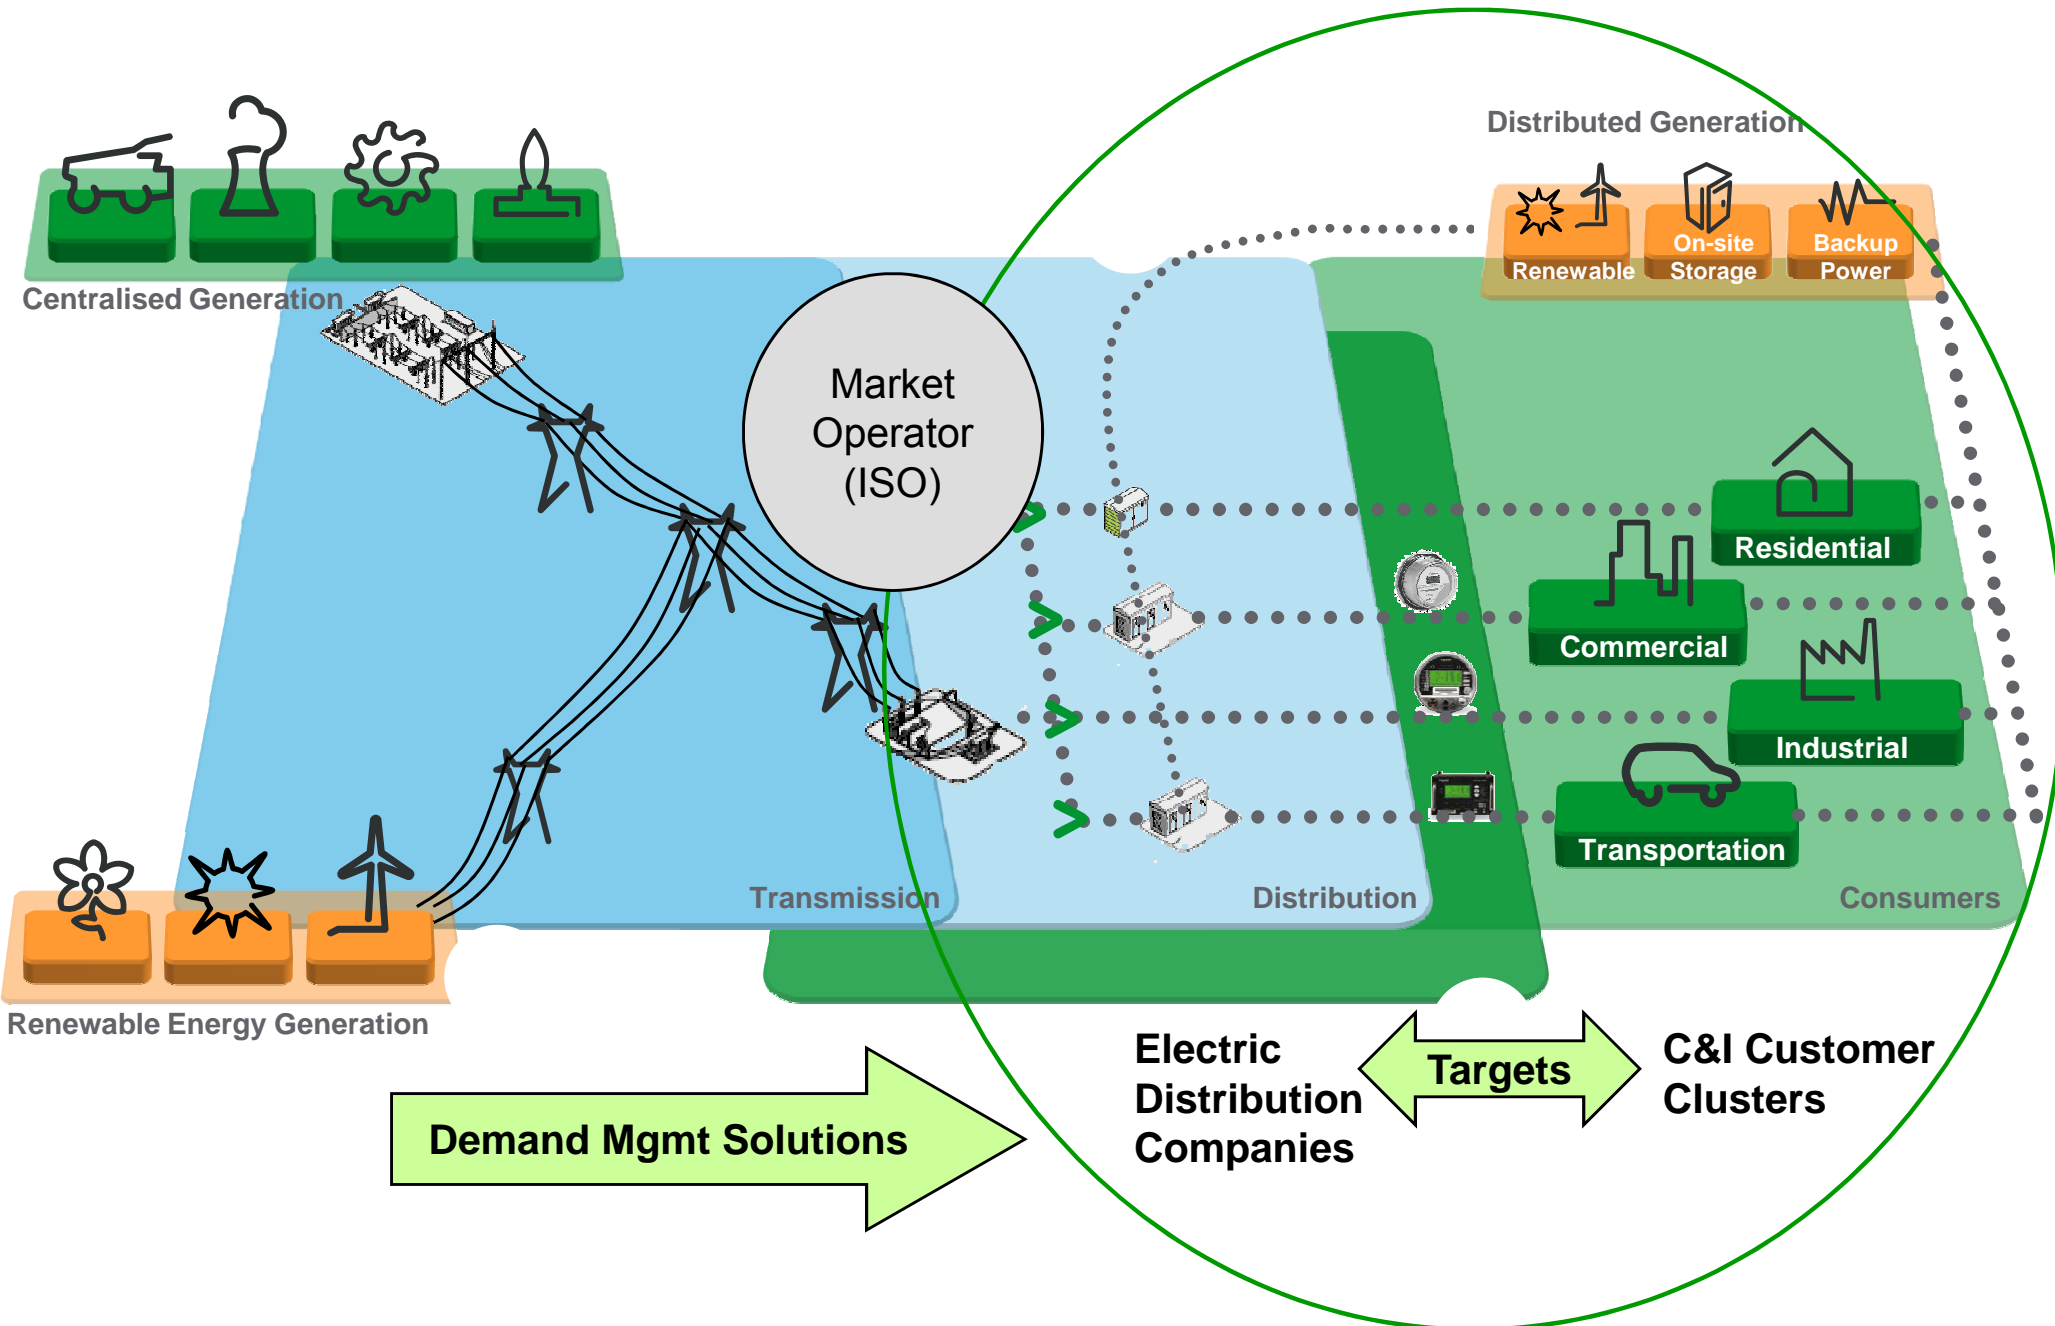 Distributed Generation
On-site
Backup
Renewable
Storage
Power
Centralised Generation
Market
Operator
(ISO)
Residential
Commercial
Industrial
Transportation
Transmission
Distribution
Consumers
Renewable Energy Generation
Electric
Distribution
Companies
Targets
C&I Customer
Clusters
Demand Mgmt Solutions